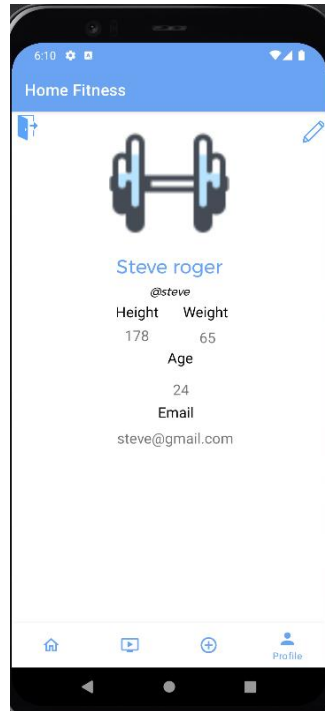 6:10
Home Fitness
Steve roger
@steve
Height Weight
178 65
Age
24
Email
steve@gmail.com
Profile